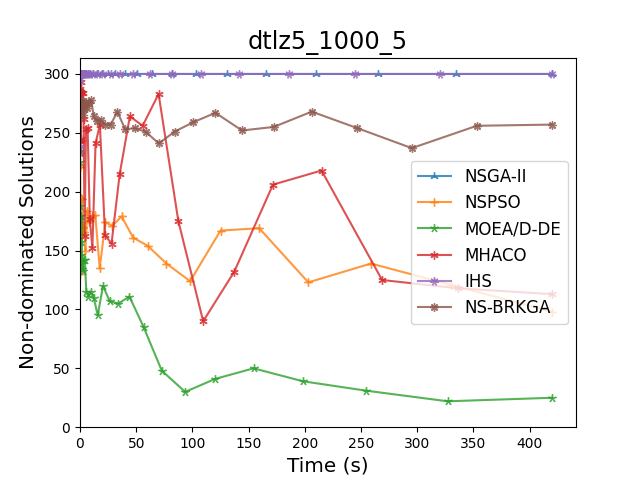 dtlz5_1000_5
Non-dominated Solutions
300
250
200
150
100
50
0
NSGA-II
NSPSO
MOEA/D-DE
MHACO
IHS
NS-BRKGA
0 50 100 150 200 250 300 350 400
Time (s)